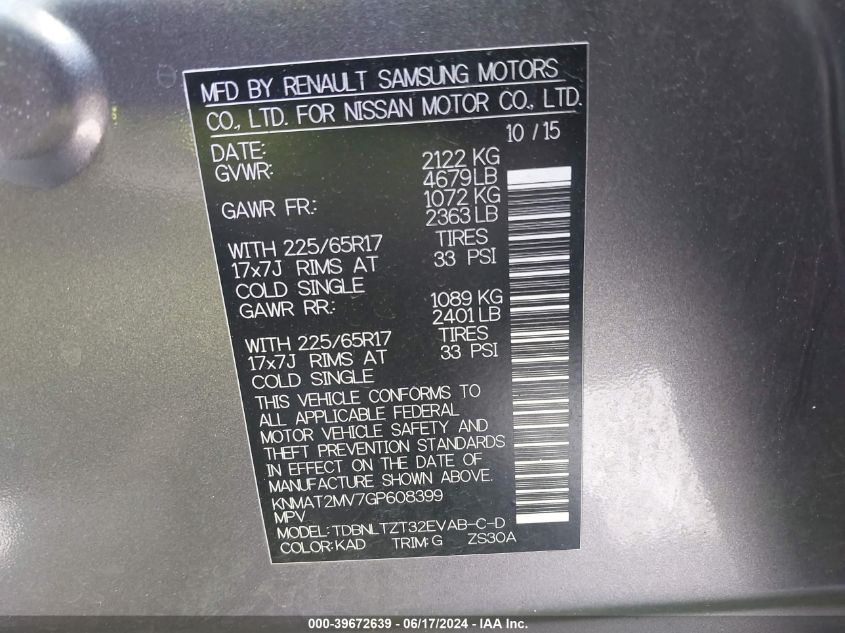 MFD BY RENAULT SAMSUNG MOTORS
CO., LTD. FOR NISSAN MOTOR CO., LTD.
10 / 15
DATE:
GVWR: 2122 KG
4679 LB
GAWR FR.: 1072 KG
2363 LB
WITH 225/65R17 TIRES
17x7J RIMS AT 33 PSI
COLD SINGLE
GAWR RR.: 1089 KG
2401 LB
WITH 225/65R17 TIRES
17x7J RIMS AT 33 PSI
COLD SINGLE
THIS VEHICLE CONFORMS TO
ALL APPLICABLE FEDERAL
MOTOR VEHICLE SAFETY AND
THEFT PREVENTION STANDARDS
IN EFFECT ON THE DATE OF
MANUFACTURE SHOWN ABOVE.
KNMAT2MV7GP608399
MPV
MODEL:TDBNLTZT32EVAB-C-D
COLOR:KAD TRIM:G ZS30A
000-39672639 - 06/17/2024 - IAA Inc.